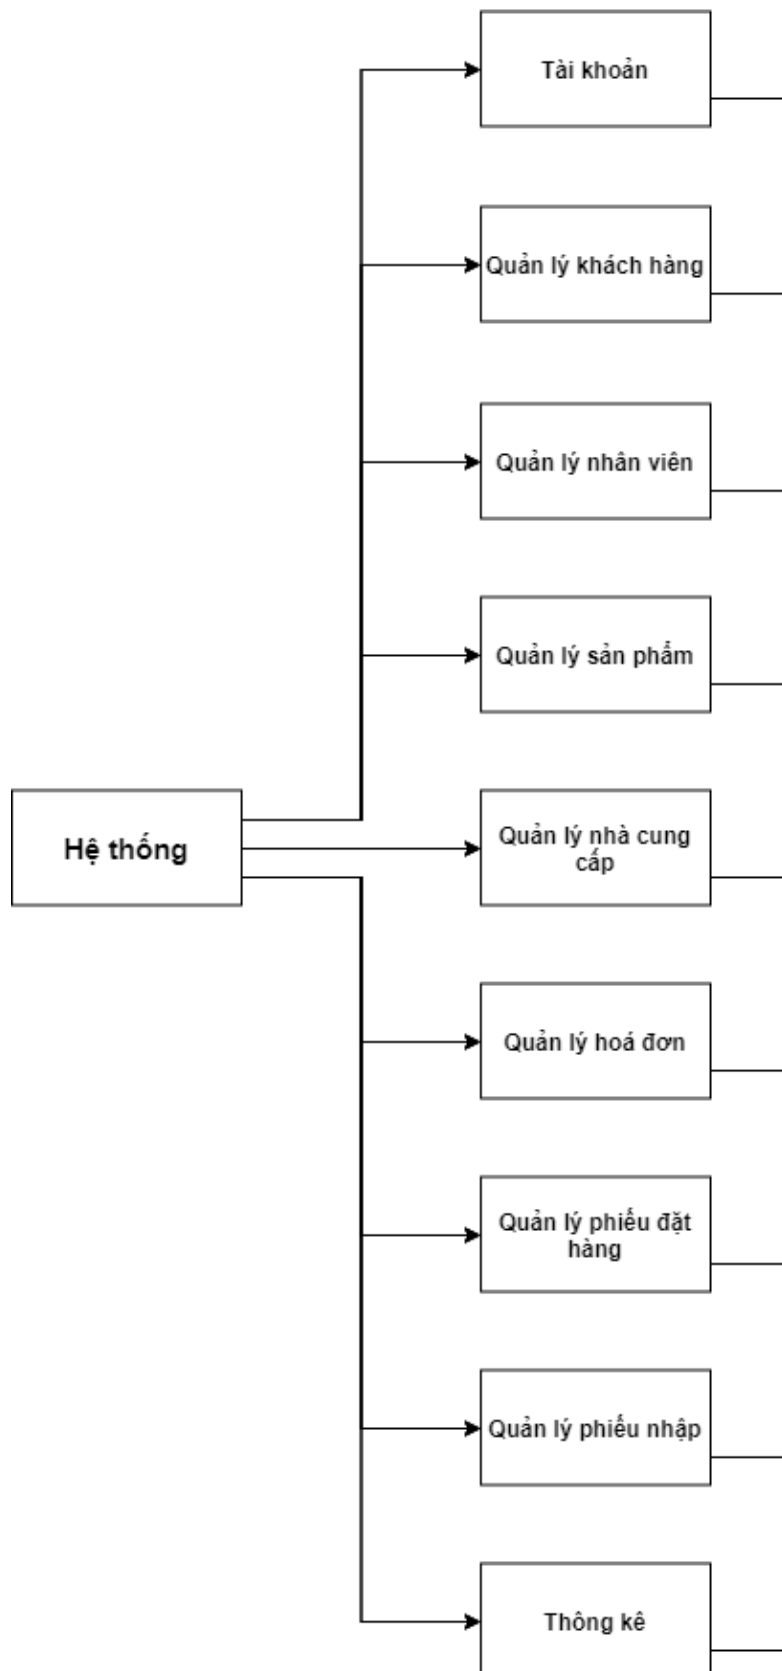 Tài khoản
Quản lý khách hàng
Quản lý nhân viên
Quản lý sản phẩm
Hệ thống
Quản lý nhà cung
cấp
Quản lý hoá đơn
Quản lý phiếu đặt
hàng
Quản lý phiếu nhập
Thông kê